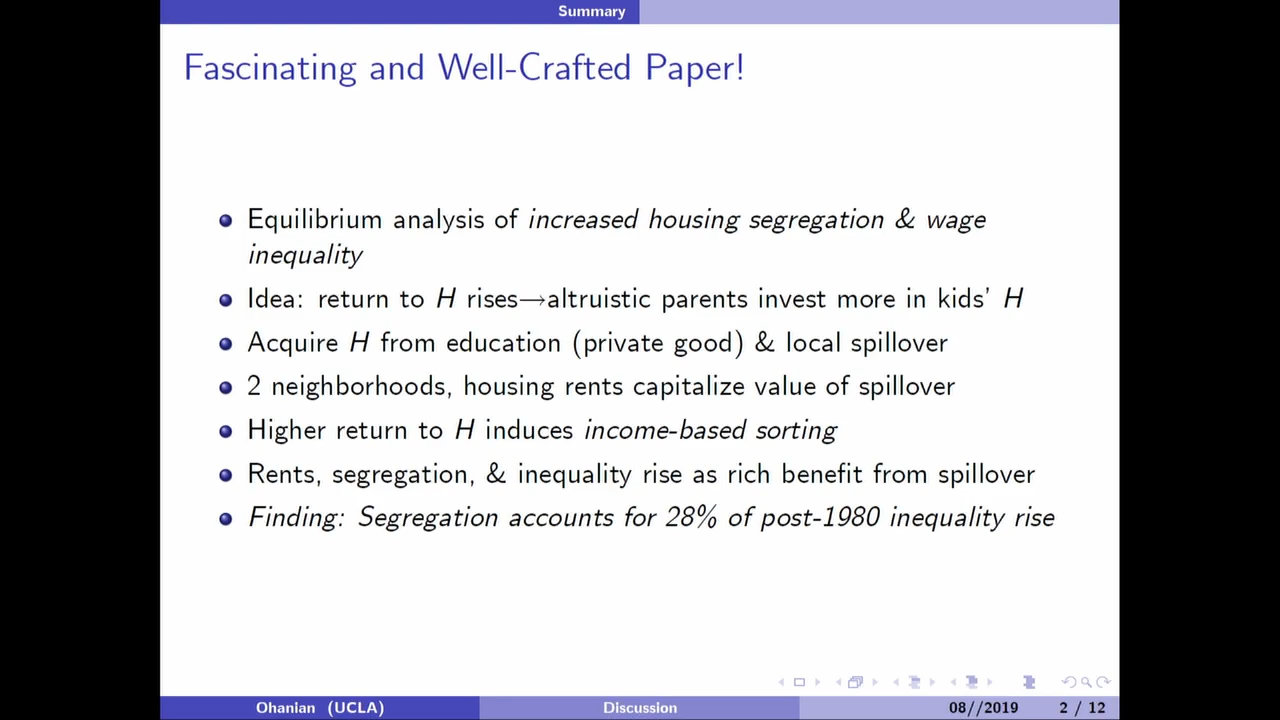 Summary
Fascinating and Well-Crafted Paper!
Equilibrium analysis of increased housing segregation & wage
inequality
Idea: return to H rises→altruistic parents invest more in kids' H
Acquire H from education (private good) & local spillover
2 neighborhoods, housing rents capitalize value of spillover
Higher return to H induces income-based sorting
Rents, segregation, & inequality rise as rich benefit from spillover
Finding: Segregation accounts for 28% of post-1980 inequality rise
Ohanian (UCLA) Discussion 08//2019 2 / 12